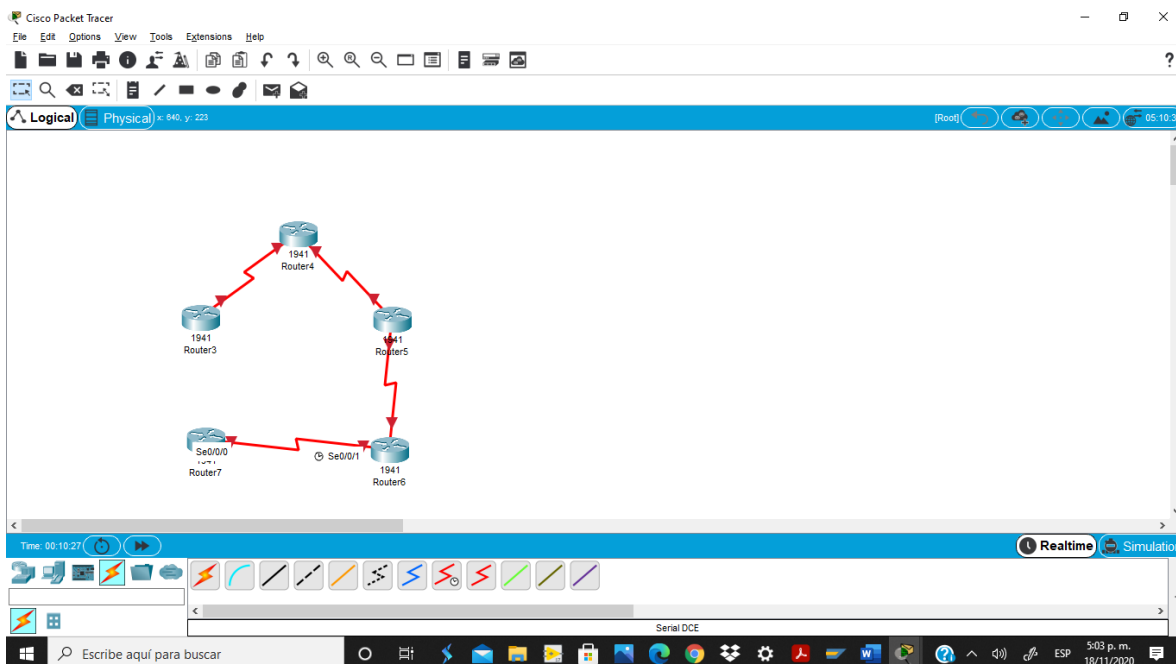 Cisco Packet Tracer
File Edit Options View Tools Extensions Help
?
Logical Physical x: 640, y: 223 [Root] 05:10:3
1941
Router4
1941
Router3
1941
Router5
Se0/0/0
Se0/0/1
Router7
1941
Router6
Time: 00:10:27 Realtime Simulatio
Serial DCE
Escribe aquí para buscar ESP 5:03 p. m.
18/11/2020